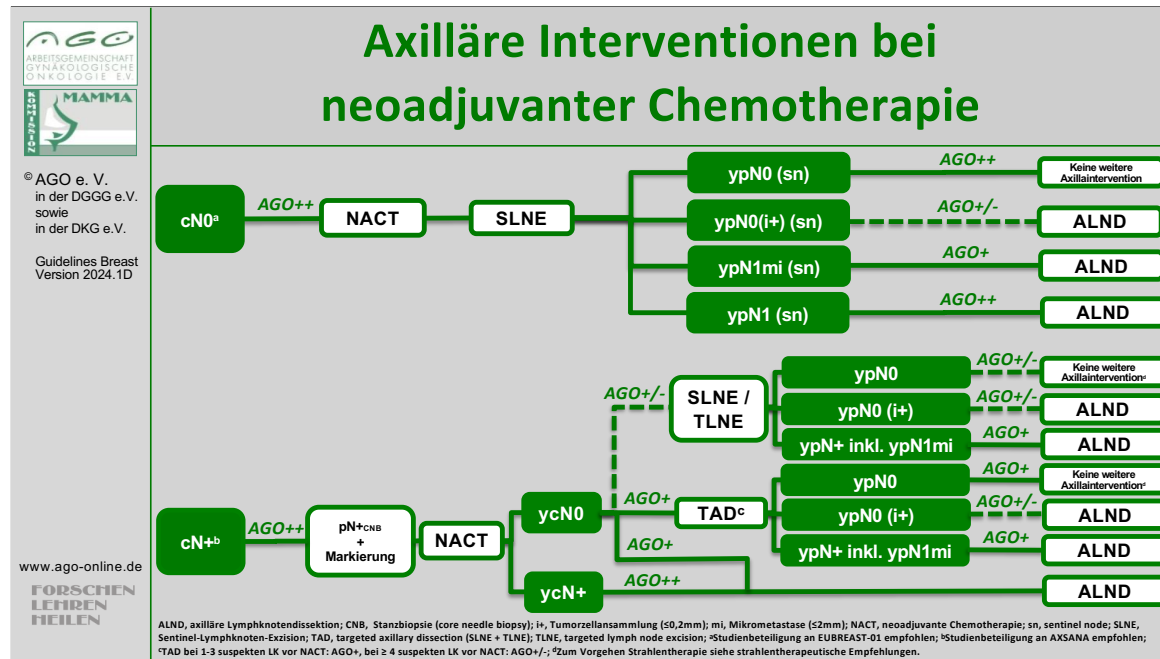 AGO
ARBEITSGEMEINSCHAFT
GYNÄKOLOGISCHE
ONKOLOGIE E.V.
KOMMISSION
MAMMA
© AGO e. V.
in der DGGG e.V.
sowie
in der DKG e.V.
Guidelines Breast
Version 2024.1D
www.ago-online.de
FORSCHEN
LEHREN
HEILEN
Axilläre Interventionen bei
neoadjuvanter Chemotherapie
cN0a
AGO++
NACT
SLNE
ypN0 (sn)
AGO++
Keine weitere
Axillaintervention
ypN0(i+) (sn)
AGO+/-
ALND
ypN1mi (sn)
AGO+
ALND
ypN1 (sn)
AGO++
ALND
cN+b
AGO++
pN+CNB
+
Markierung
NACT
ycN0
AGO+/-
SLNE /
TLNE
ypN0
AGO+/-
Keine weitere
Axillainterventiond
ypN0 (i+)
AGO+/-
ALND
ypN+ inkl. ypN1mi
AGO+
ALND
AGO+
TADc
ypN0
AGO+
Keine weitere
Axillainterventiond
ypN0 (i+)
AGO+/-
ALND
ypN+ inkl. ypN1mi
AGO+
ALND
AGO+
ycN+
AGO++
ALND
ALND, axilläre Lymphknotendissektion; CNB, Stanzbiopsie (core needle biopsy); i+, Tumorzellansammlung (≤0,2mm); mi, Mikrometastase (≤2mm); NACT, neoadjuvante Chemotherapie; sn, sentinel node; SLNE,
Sentinel-Lymphknoten-Exzision; TAD, targeted axillary dissection (SLNE + TLNE); TLNE, targeted lymph node excision; aStudienbeteiligung an EUBREAST-01 empfohlen; bStudienbeteiligung an AXSANA empfohlen;
cTAD bei 1-3 suspekten LK vor NACT: AGO+, bei ≥ 4 suspekten LK vor NACT: AGO+/-; dZum Vorgehen Strahlentherapie siehe strahlentherapeutische Empfehlungen.